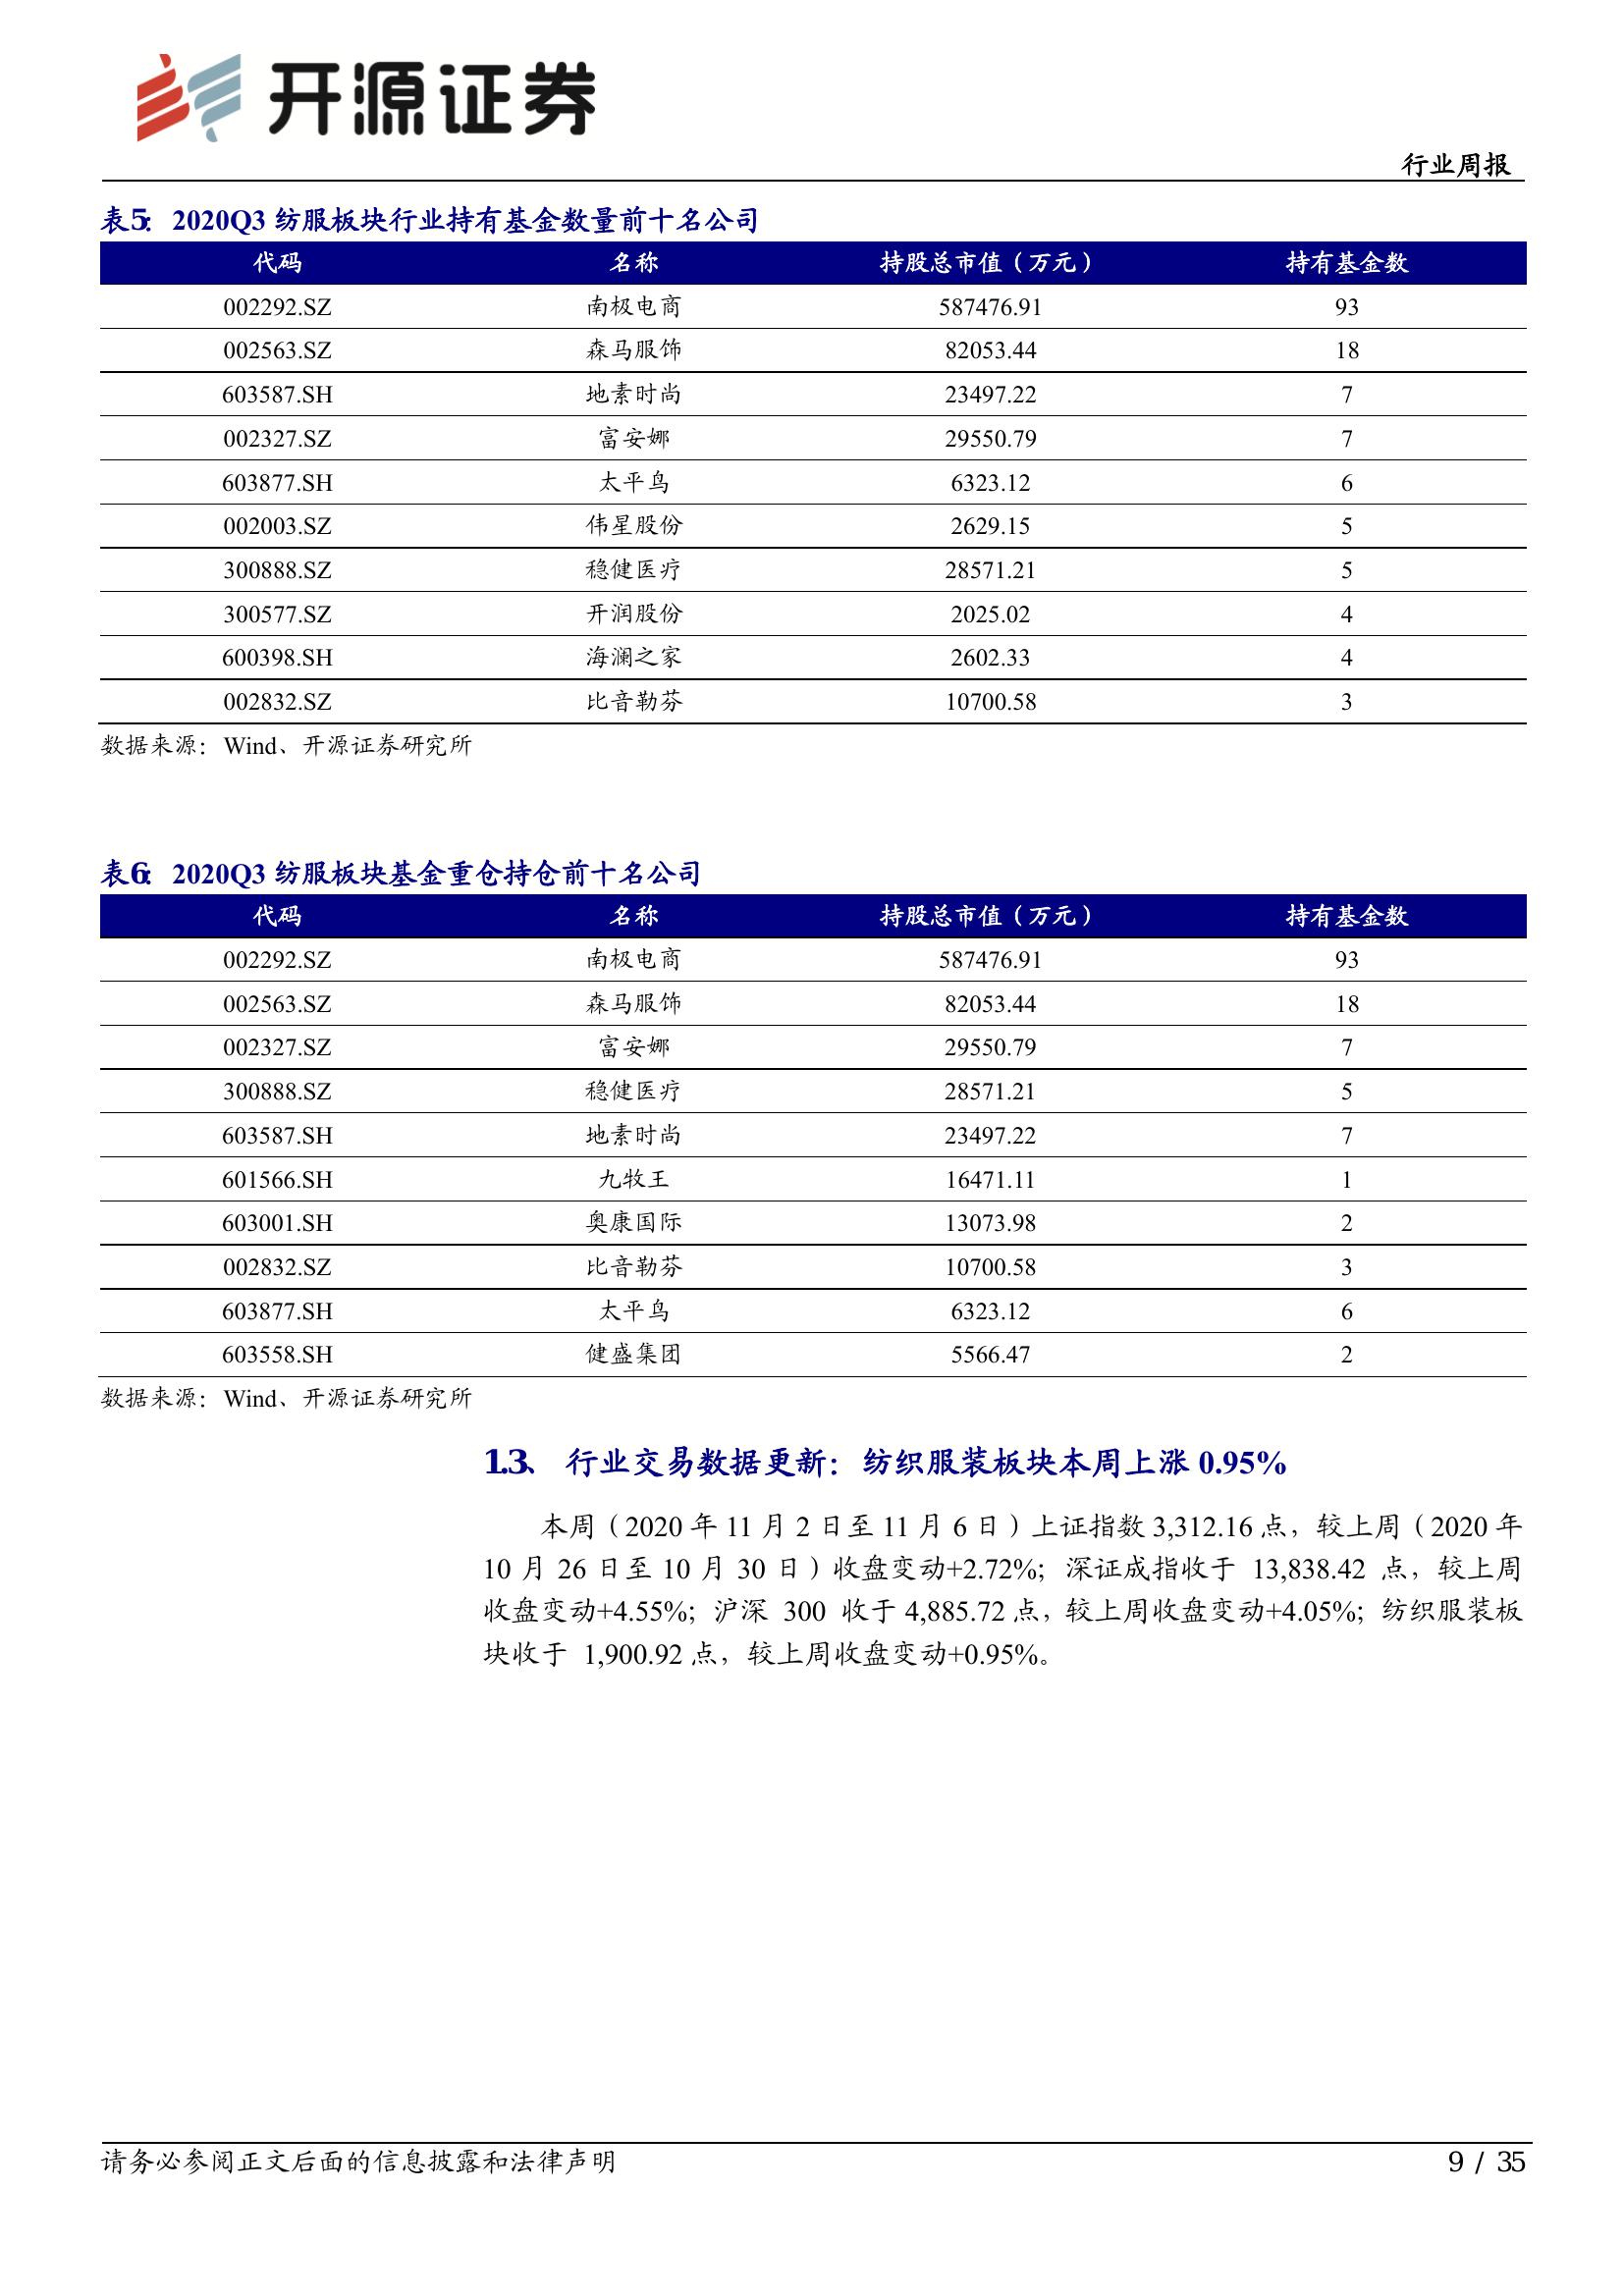 开源证券
行业周报
表5：2020Q3 纺服板块行业持有基金数量前十名公司
代码 名称 持股总市值（万元） 持有基金数
002292.SZ 南极电商 587476.91 93
002563.SZ 森马服饰 82053.44 18
603587.SH 地素时尚 23497.22 7
002327.SZ 富安娜 29550.79 7
603877.SH 太平鸟 6323.12 6
002003.SZ 伟星股份 2629.15 5
300888.SZ 稳健医疗 28571.21 5
300577.SZ 开润股份 2025.02 4
600398.SH 海澜之家 2602.33 4
002832.SZ 比音勒芬 10700.58 3
数据来源：Wind、开源证券研究所
表6：2020Q3 纺服板块基金重仓持仓前十名公司
代码 名称 持股总市值（万元） 持有基金数
002292.SZ 南极电商 587476.91 93
002563.SZ 森马服饰 82053.44 18
002327.SZ 富安娜 29550.79 7
300888.SZ 稳健医疗 28571.21 5
603587.SH 地素时尚 23497.22 7
601566.SH 九牧王 16471.11 1
603001.SH 奥康国际 13073.98 2
002832.SZ 比音勒芬 10700.58 3
603877.SH 太平鸟 6323.12 6
603558.SH 健盛集团 5566.47 2
数据来源：Wind、开源证券研究所
1.3、 行业交易数据更新：纺织服装板块本周上涨 0.95%
本周（2020 年 11 月 2 日至 11 月 6 日）上证指数 3,312.16 点，较上周（2020 年
10 月 26 日至 10 月 30 日）收盘变动+2.72%；深证成指收于 13,838.42 点，较上周
收盘变动+4.55%；沪深 300 收于 4,885.72 点，较上周收盘变动+4.05%；纺织服装板
块收于 1,900.92 点，较上周收盘变动+0.95%。
请务必参阅正文后面的信息披露和法律声明
9 / 35